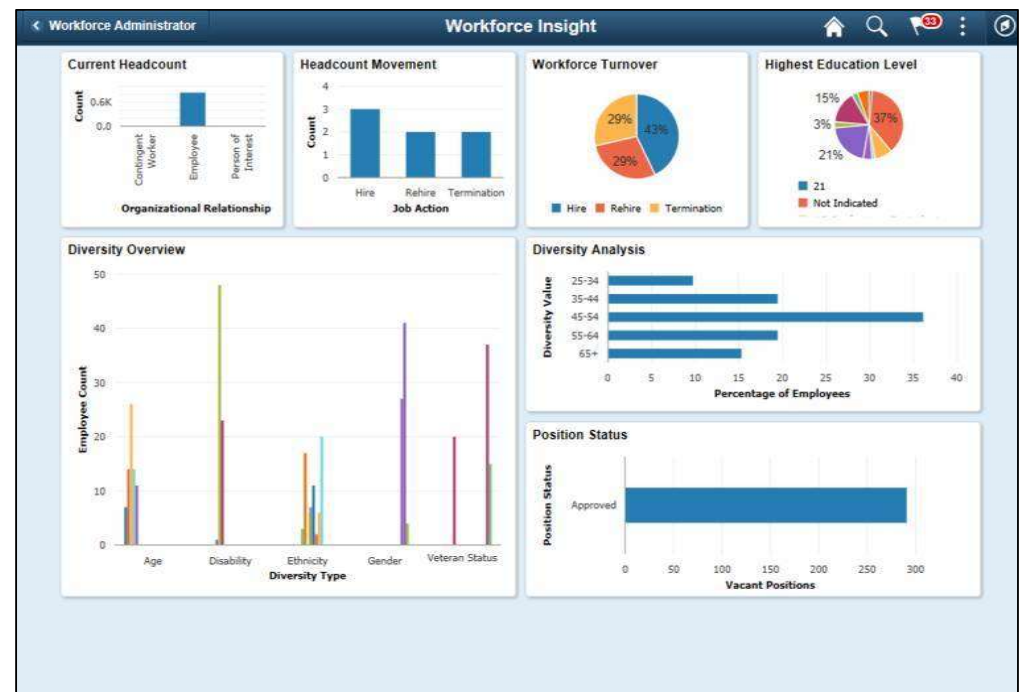 Workforce Administrator
Workforce Insight
33
Current Headcount
Count
0.6K
0.0
Contingent
Worker
Employee
Person of
Interest
Organizational Relationship
Headcount Movement
Count
4
3
2
1
0
Hire
Rehire
Termination
Job Action
Workforce Turnover
29%
43%
29%
Hire
Rehire
Termination
Highest Education Level
15%
37%
3%
21%
21
Not Indicated
Diversity Overview
Employee Count
50
40
30
20
10
0
Age
Disability
Ethnicity
Gender
Veteran Status
Diversity Type
Diversity Analysis
Diversity Value
25-34
35-44
45-54
55-64
65+
0 5 10 15 20 25 30 35 40
Percentage of Employees
Position Status
Position Status
Approved
0 50 100 150 200 250 300
Vacant Positions